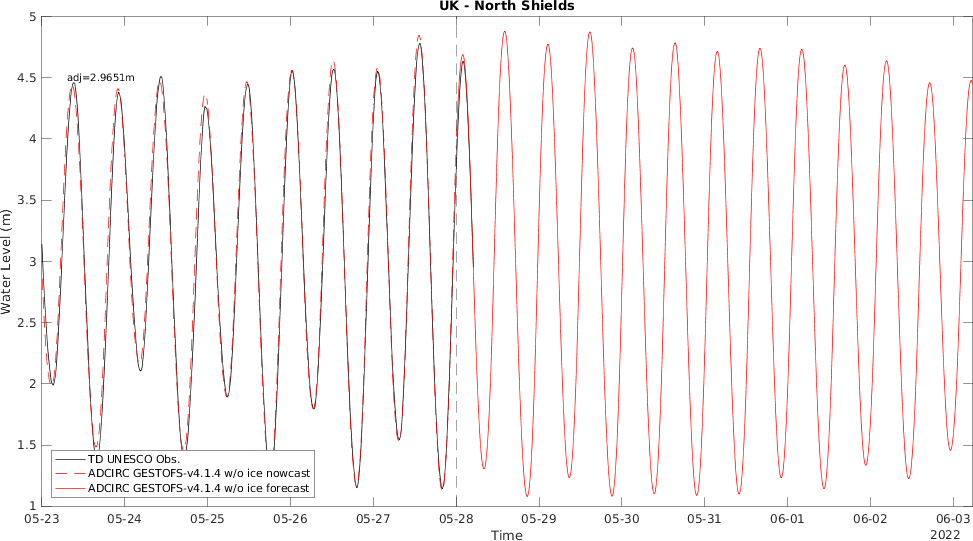 UK - North Shields
Water Level (m)
5
4.5
4
3.5
3
2.5
2
1.5
1
adj=2.9651m
TD UNESCO Obs.
ADCIRC GESTOFS-v4.1.4 w/o ice nowcast
ADCIRC GESTOFS-v4.1.4 w/o ice forecast
05-23 05-24 05-25 05-26 05-27 05-28 05-29 05-30 05-31 06-01 06-02 06-03
Time
2022